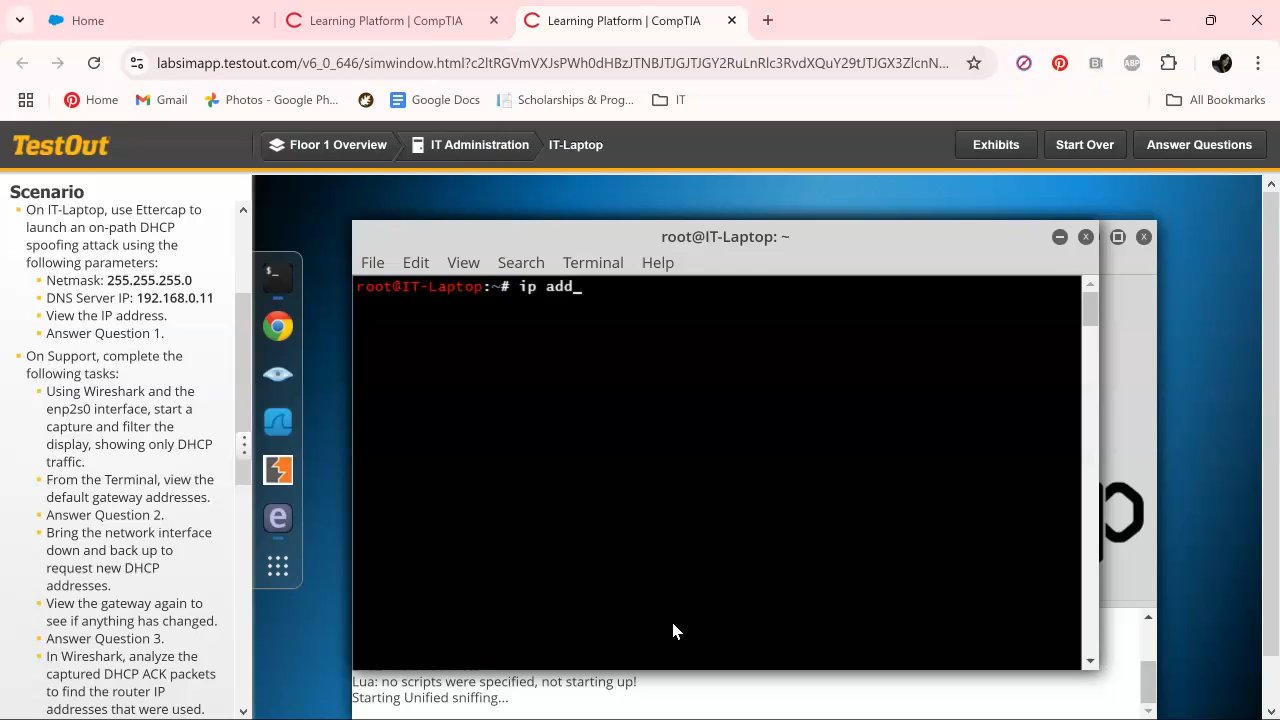 Home
Learning Platform | CompTIA
Learning Platform | CompTIA
labsimapp.testout.com/v6_0_646/simwindow.html?c2ltRGVmVXJsPWh0dHBzJTNBJTJGJTJGY2RuLnRlc3RvdXQuY29tJTJGX3ZlcnN...
Home
Gmail
Photos - Google Ph...
Google Docs
Scholarships & Prog...
IT
All Bookmarks
TestOut
Floor 1 Overview
IT Administration
IT-Laptop
Exhibits
Start Over
Answer Questions
Scenario
On IT-Laptop, use Ettercap to
launch an on-path DHCP
spoofing attack using the
following parameters:
Netmask: 255.255.255.0
DNS Server IP: 192.168.0.11
View the IP address.
Answer Question 1.
On Support, complete the
following tasks:
Using Wireshark and the
enp2s0 interface, start a
capture and filter the
display, showing only DHCP
traffic.
From the Terminal, view the
default gateway addresses.
Answer Question 2.
Bring the network interface
down and back up to
request new DHCP
addresses.
View the gateway again to
see if anything has changed.
Answer Question 3.
In Wireshark, analyze the
captured DHCP ACK packets
to find the router IP
addresses that were used.
root@IT-Laptop: ~
File Edit View Search Terminal Help
root@IT-Laptop:~# ip add_
Lua: no scripts were specified, not starting up!
Starting Unified sniffing...